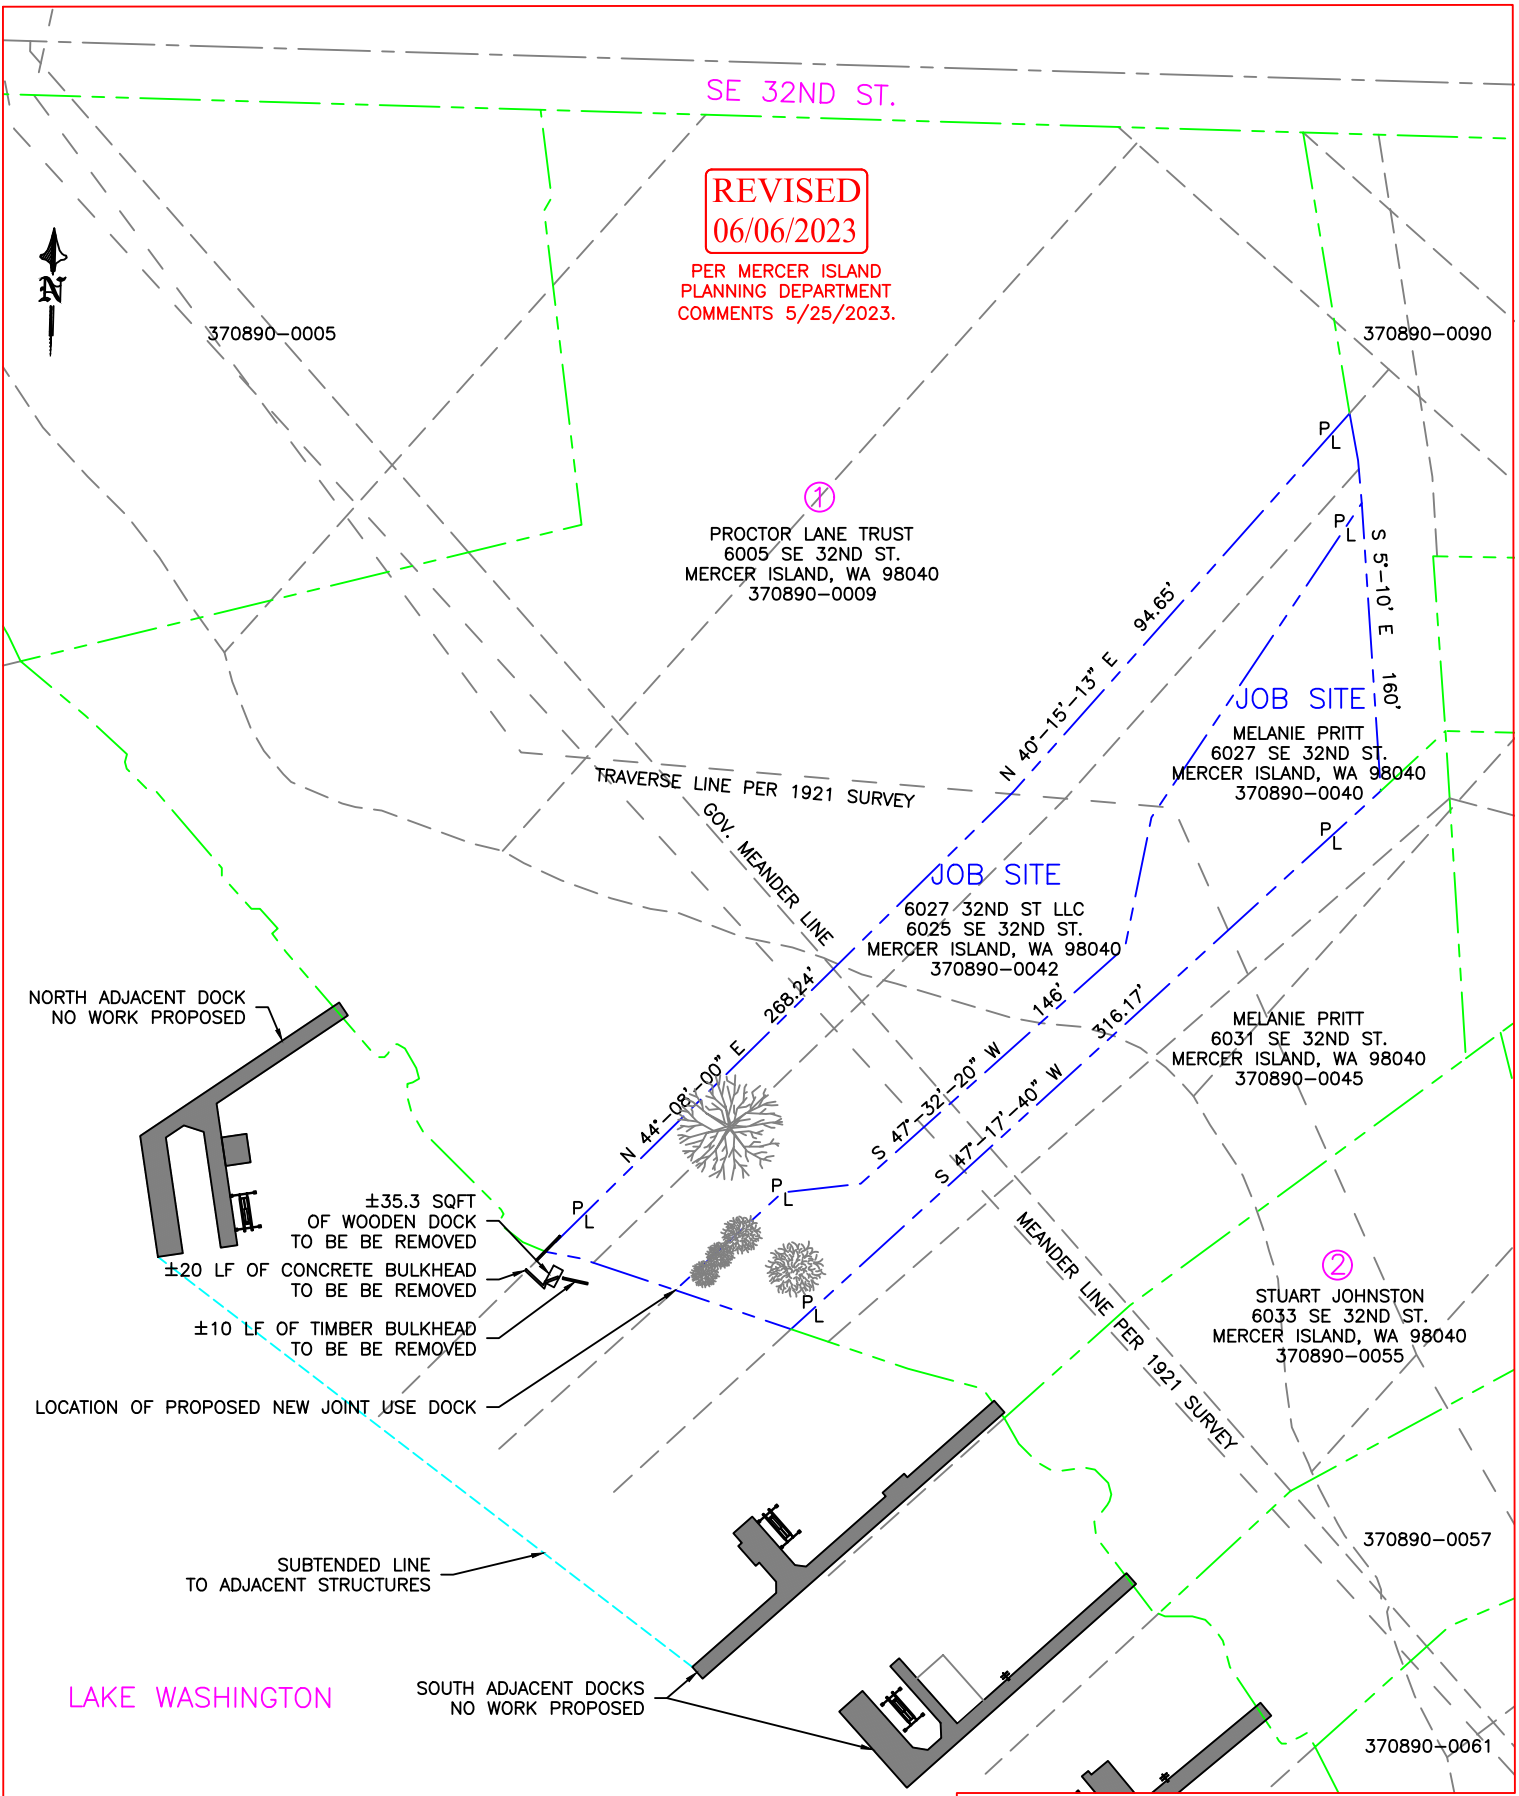 SE 32ND ST.
REVISED
06/06/2023
PER MERCER ISLAND
PLANNING DEPARTMENT
COMMENTS 5/25/2023.
N
370890-0005
370890-0090
P
L
1
PROCTOR LANE TRUST
6005 SE 32ND ST.
MERCER ISLAND, WA 98040
370890-0009
P
L
S 5°-10' E 160'
N 40°-15'-13" E 94.65'
JOB SITE
MELANIE PRITT
6027 SE 32ND ST.
MERCER ISLAND, WA 98040
370890-0040
P
L
TRAVERSE LINE PER 1921 SURVEY
GOV. MEANDER LINE
JOB SITE
6027 32ND ST LLC
6025 SE 32ND ST.
MERCER ISLAND, WA 98040
370890-0042
NORTH ADJACENT DOCK
NO WORK PROPOSED
N 44°-08'-00" E 268.24'
S 47°-32'-20" W 146'
S 47°-17'-40" W 316.17'
MELANIE PRITT
6031 SE 32ND ST.
MERCER ISLAND, WA 98040
370890-0045
P
L
P
L
±35.3 SQFT
OF WOODEN DOCK
TO BE BE REMOVED
±20 LF OF CONCRETE BULKHEAD
TO BE BE REMOVED
±10 LF OF TIMBER BULKHEAD
TO BE BE REMOVED
P
L
MEANDER LINE PER 1921 SURVEY
2
STUART JOHNSTON
6033 SE 32ND ST.
MERCER ISLAND, WA 98040
370890-0055
LOCATION OF PROPOSED NEW JOINT USE DOCK
370890-0057
SUBTENDED LINE
TO ADJACENT STRUCTURES
LAKE WASHINGTON
SOUTH ADJACENT DOCKS
NO WORK PROPOSED
370890-0061